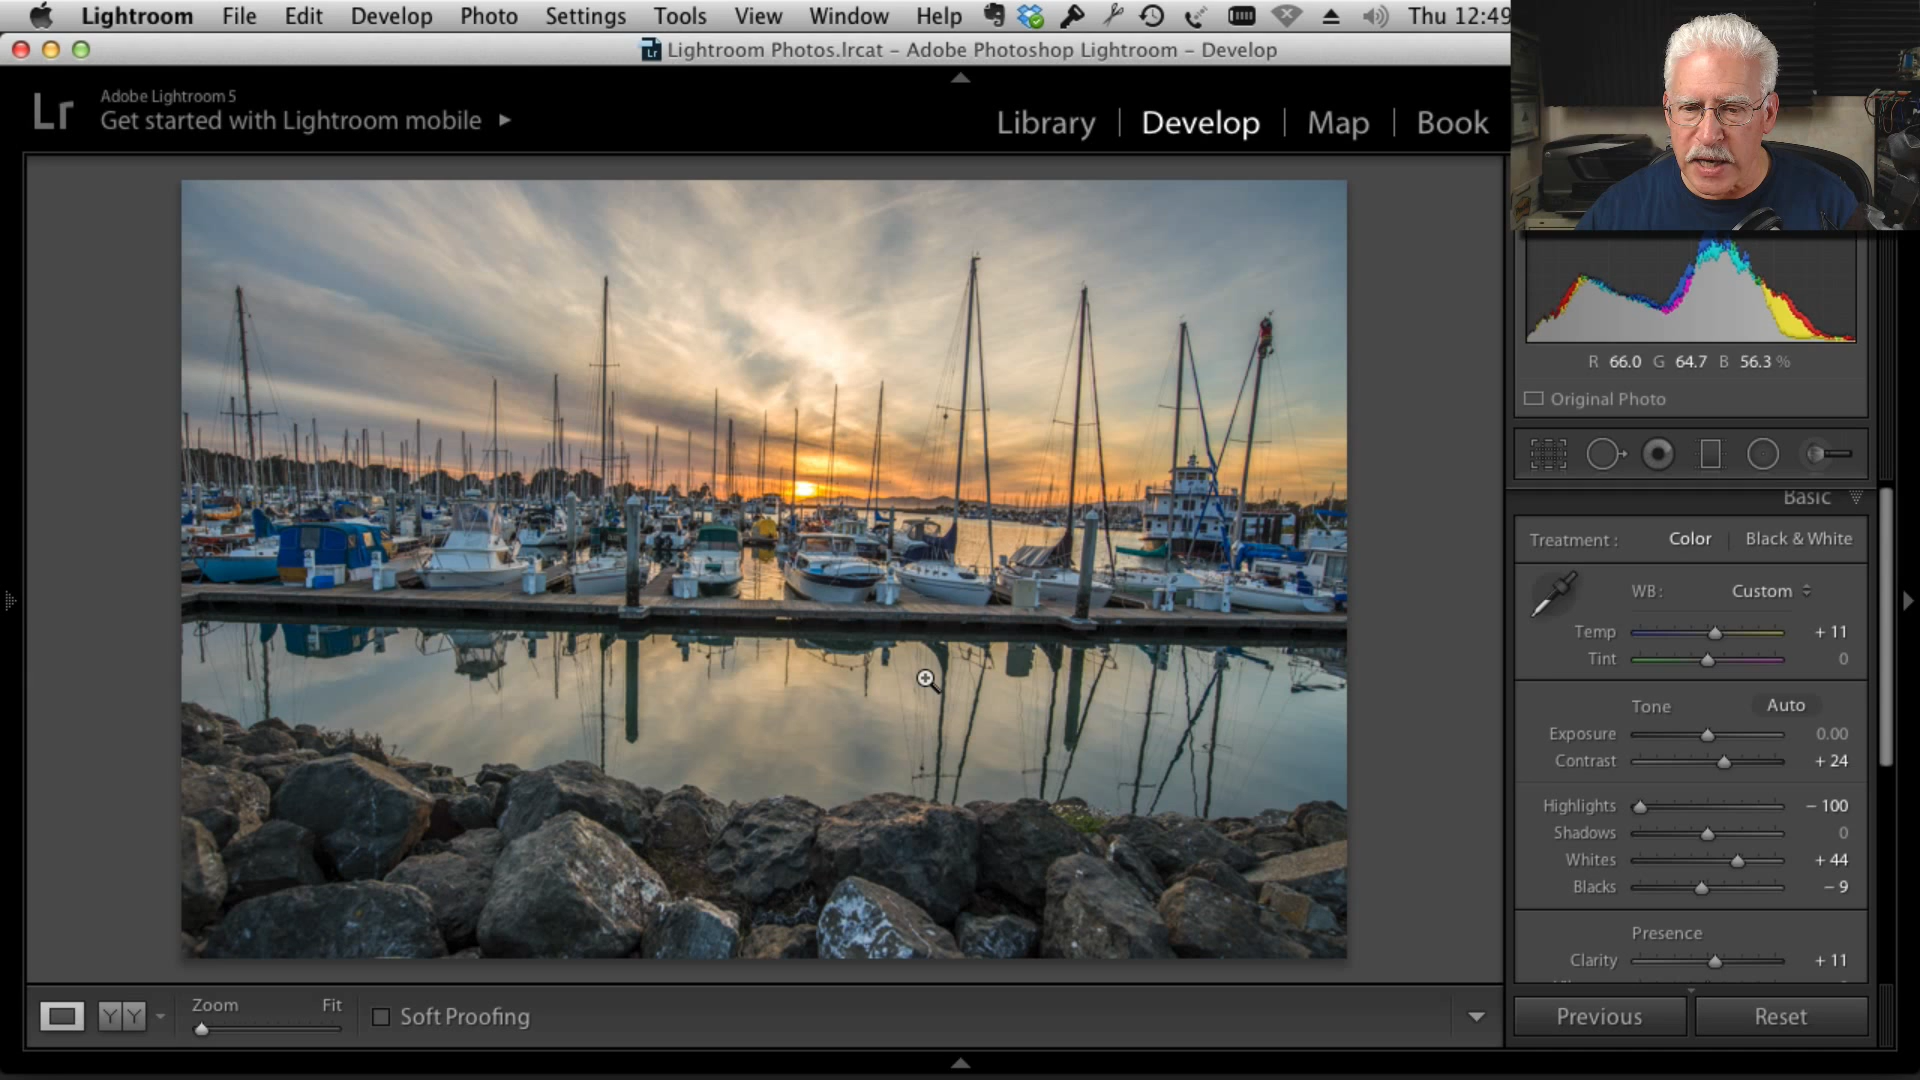 Lightroom File Edit Develop Photo Settings Tools View Window Help Thu 12:49
Lightroom Photos.lrcat – Adobe Photoshop Lightroom – Develop
Lr
Adobe Lightroom 5
Get started with Lightroom mobile
Library | Develop | Map | Book
R 66.0 G 64.7 B 56.3 %
Original Photo
Basic
Treatment : Color Black & White
WB : Custom
Temp + 11
Tint 0
Tone Auto
Exposure 0.00
Contrast + 24
Highlights – 100
Shadows 0
Whites + 44
Blacks – 9
Presence
Clarity + 11
YY Zoom Fit Soft Proofing
Previous Reset